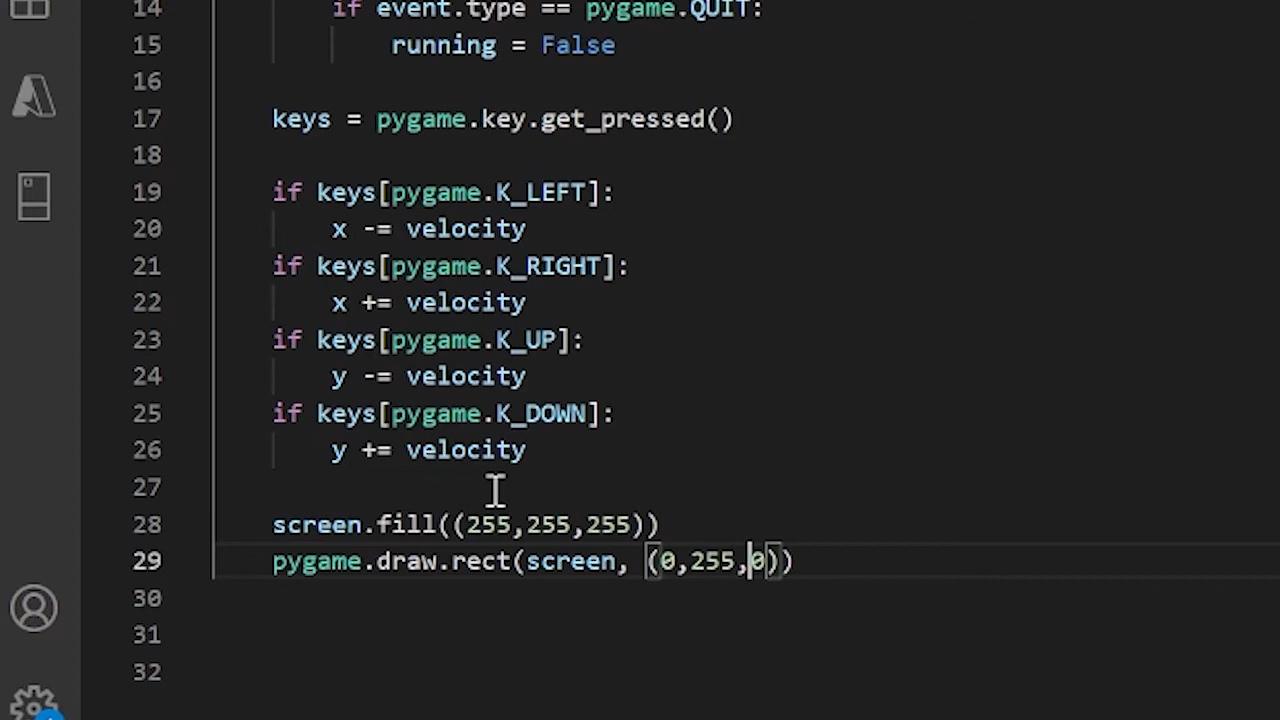 14 if event.type == pygame.QUIT:
15 running = False
16
17 keys = pygame.key.get_pressed()
18
19 if keys[pygame.K_LEFT]:
20 x -= velocity
21 if keys[pygame.K_RIGHT]:
22 x += velocity
23 if keys[pygame.K_UP]:
24 y -= velocity
25 if keys[pygame.K_DOWN]:
26 y += velocity
27
28 screen.fill((255,255,255))
29 pygame.draw.rect(screen, (0,255,0))
30
31
32